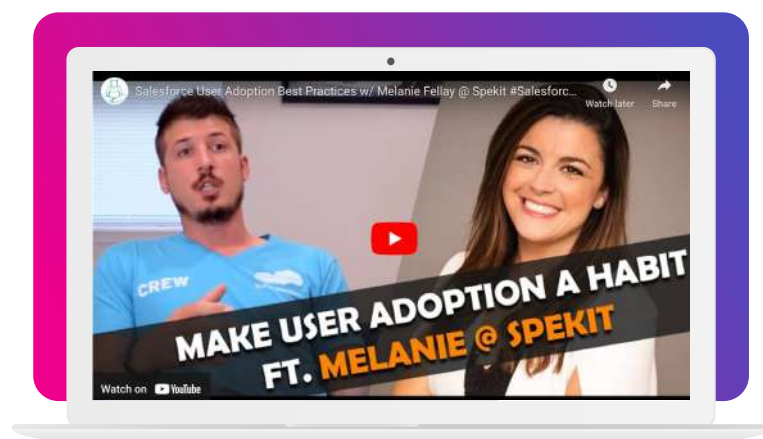 Salesforce User Adoption Best Practices w/ Melanie Fellay @ Spekit #Salesforc...
Watch later
Share
CREW
MAKE USER ADOPTION A HABIT
FT. MELANIE @ SPEKIT
Watch on YouTube